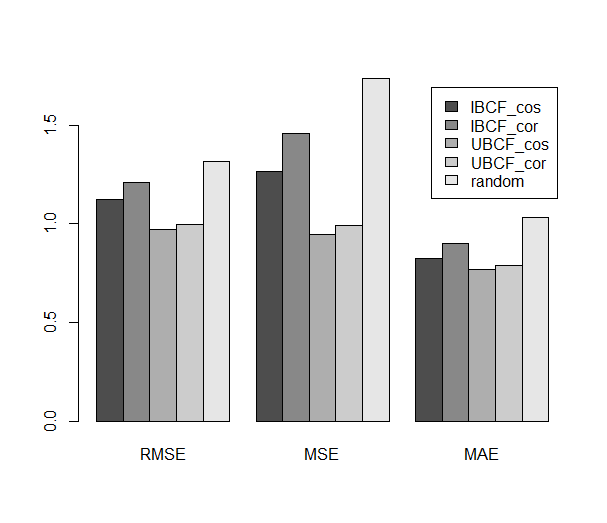 1.5
1.0
0.5
0.0
IBCF_cos
IBCF_cor
UBCF_cos
UBCF_cor
random
RMSE
MSE
MAE